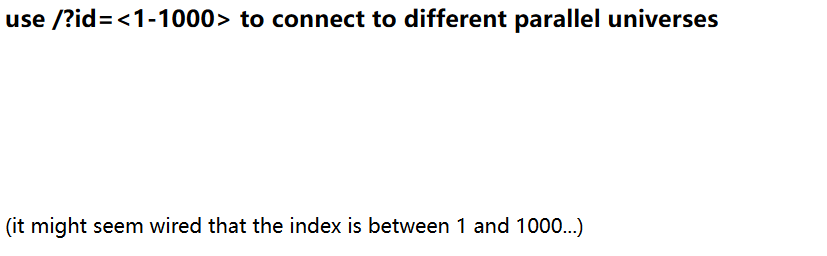 use /?id=<1-1000> to connect to different parallel universes
(it might seem wired that the index is between 1 and 1000...)